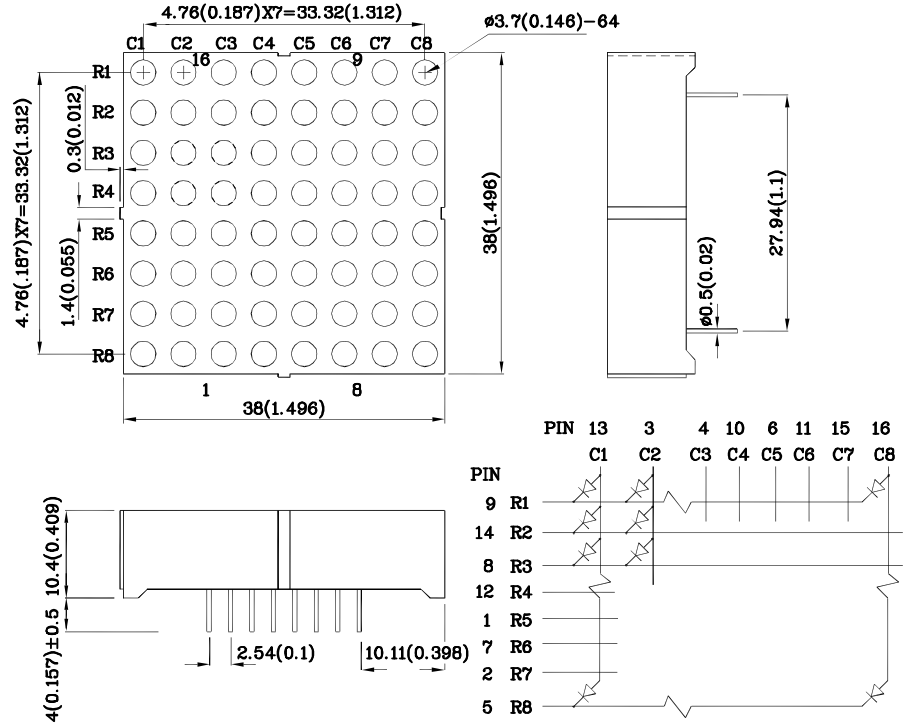 4.76(0.187)X7=33.32(1.312)
ø3.7(0.146)-64
C1 C2 C3 C4 C5 C6 C7 C8
16 9
R1
R2
R3
R4
R5
R6
R7
R8
4.76(.187)X7=33.32(1.312)
0.3(0.012)
1.4(0.055)
38(1.496)
1 8
38(1.496)
27.94(1.1)
ø0.5(0.02)
10.4(0.409)
4(0.157)±0.5
2.54(0.1)
10.11(0.398)
PIN 13 3 4 10 6 11 15 16
C1 C2 C3 C4 C5 C6 C7 C8
PIN
9 R1
14 R2
8 R3
12 R4
1 R5
7 R6
2 R7
5 R8